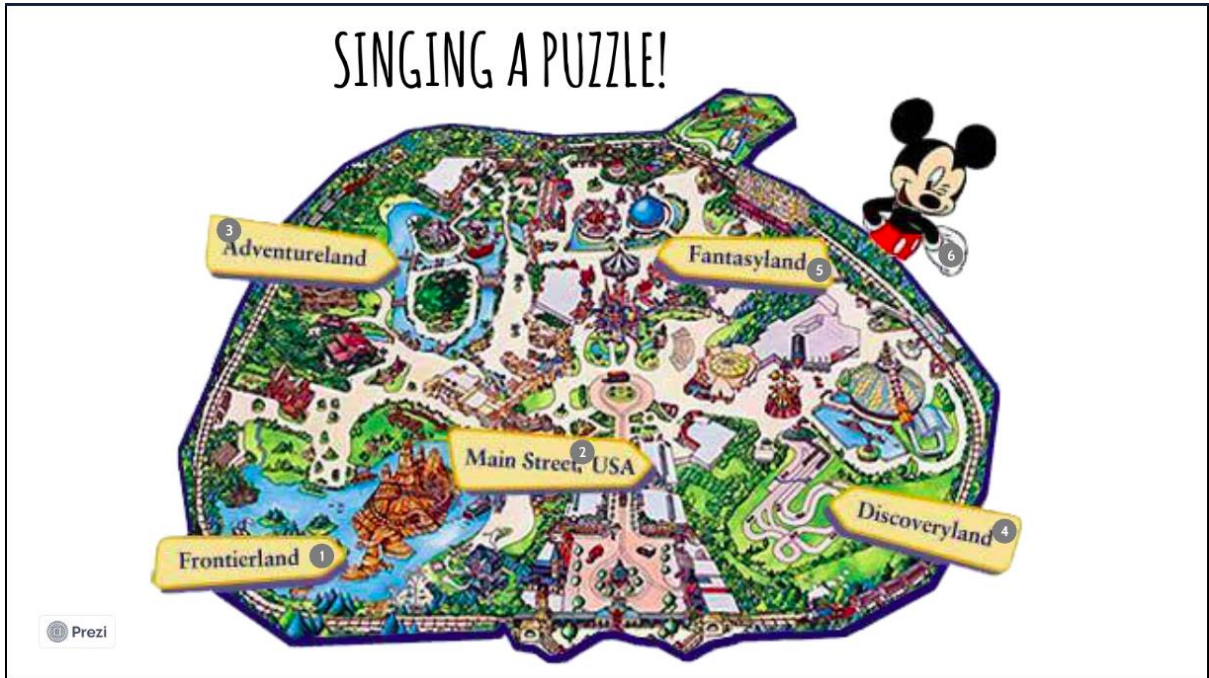 SINGING A PUZZLE!
3
Adventureland
Fantasyland 5
6
2
Main Street, USA
Discoveryland 4
Frontierland 1
Prezi